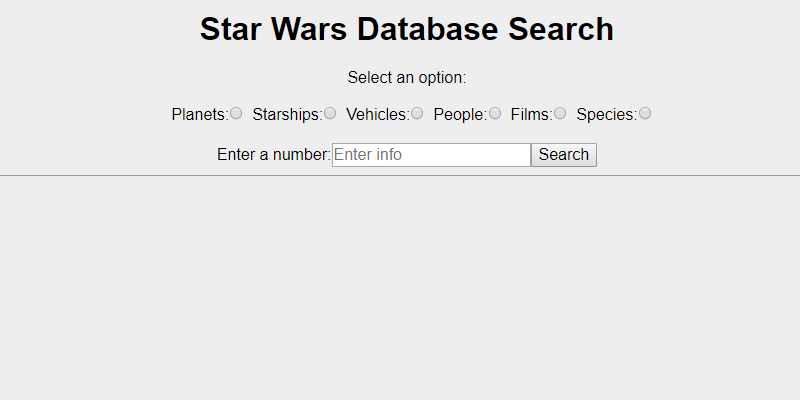 Star Wars Database Search
Select an option:
Planets: Starships: Vehicles: People: Films: Species:
Enter a number: Enter info Search